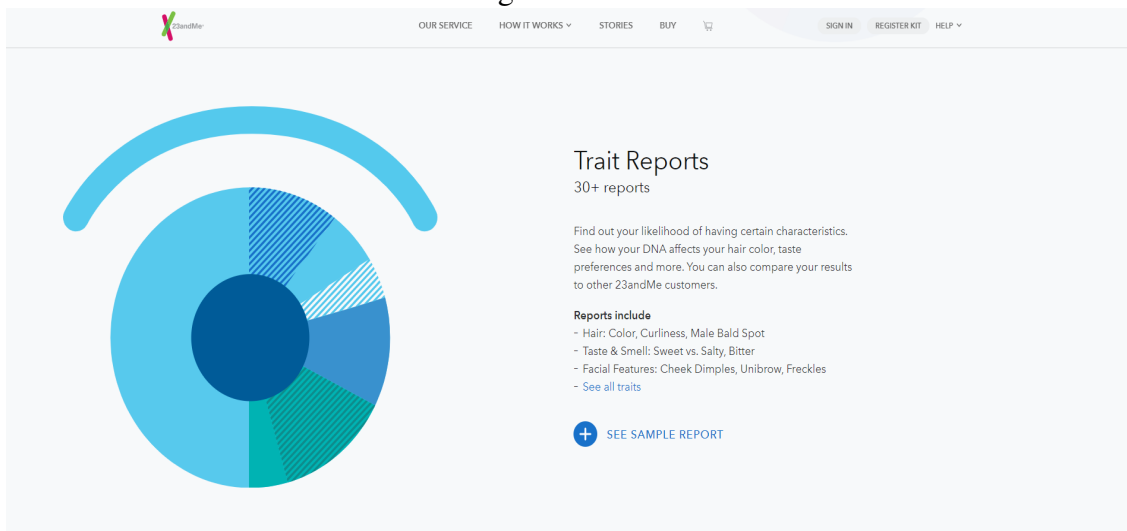 23andMe
OUR SERVICE HOW IT WORKS STORIES BUY SIGN IN REGISTER KIT HELP
Trait Reports
30+ reports
Find out your likelihood of having certain characteristics.
See how your DNA affects your hair color, taste
preferences and more. You can also compare your results
to other 23andMe customers.
Reports include
- Hair: Color, Curliness, Male Bald Spot
- Taste & Smell: Sweet vs. Salty, Bitter
- Facial Features: Cheek Dimples, Unibrow, Freckles
- See all traits
SEE SAMPLE REPORT